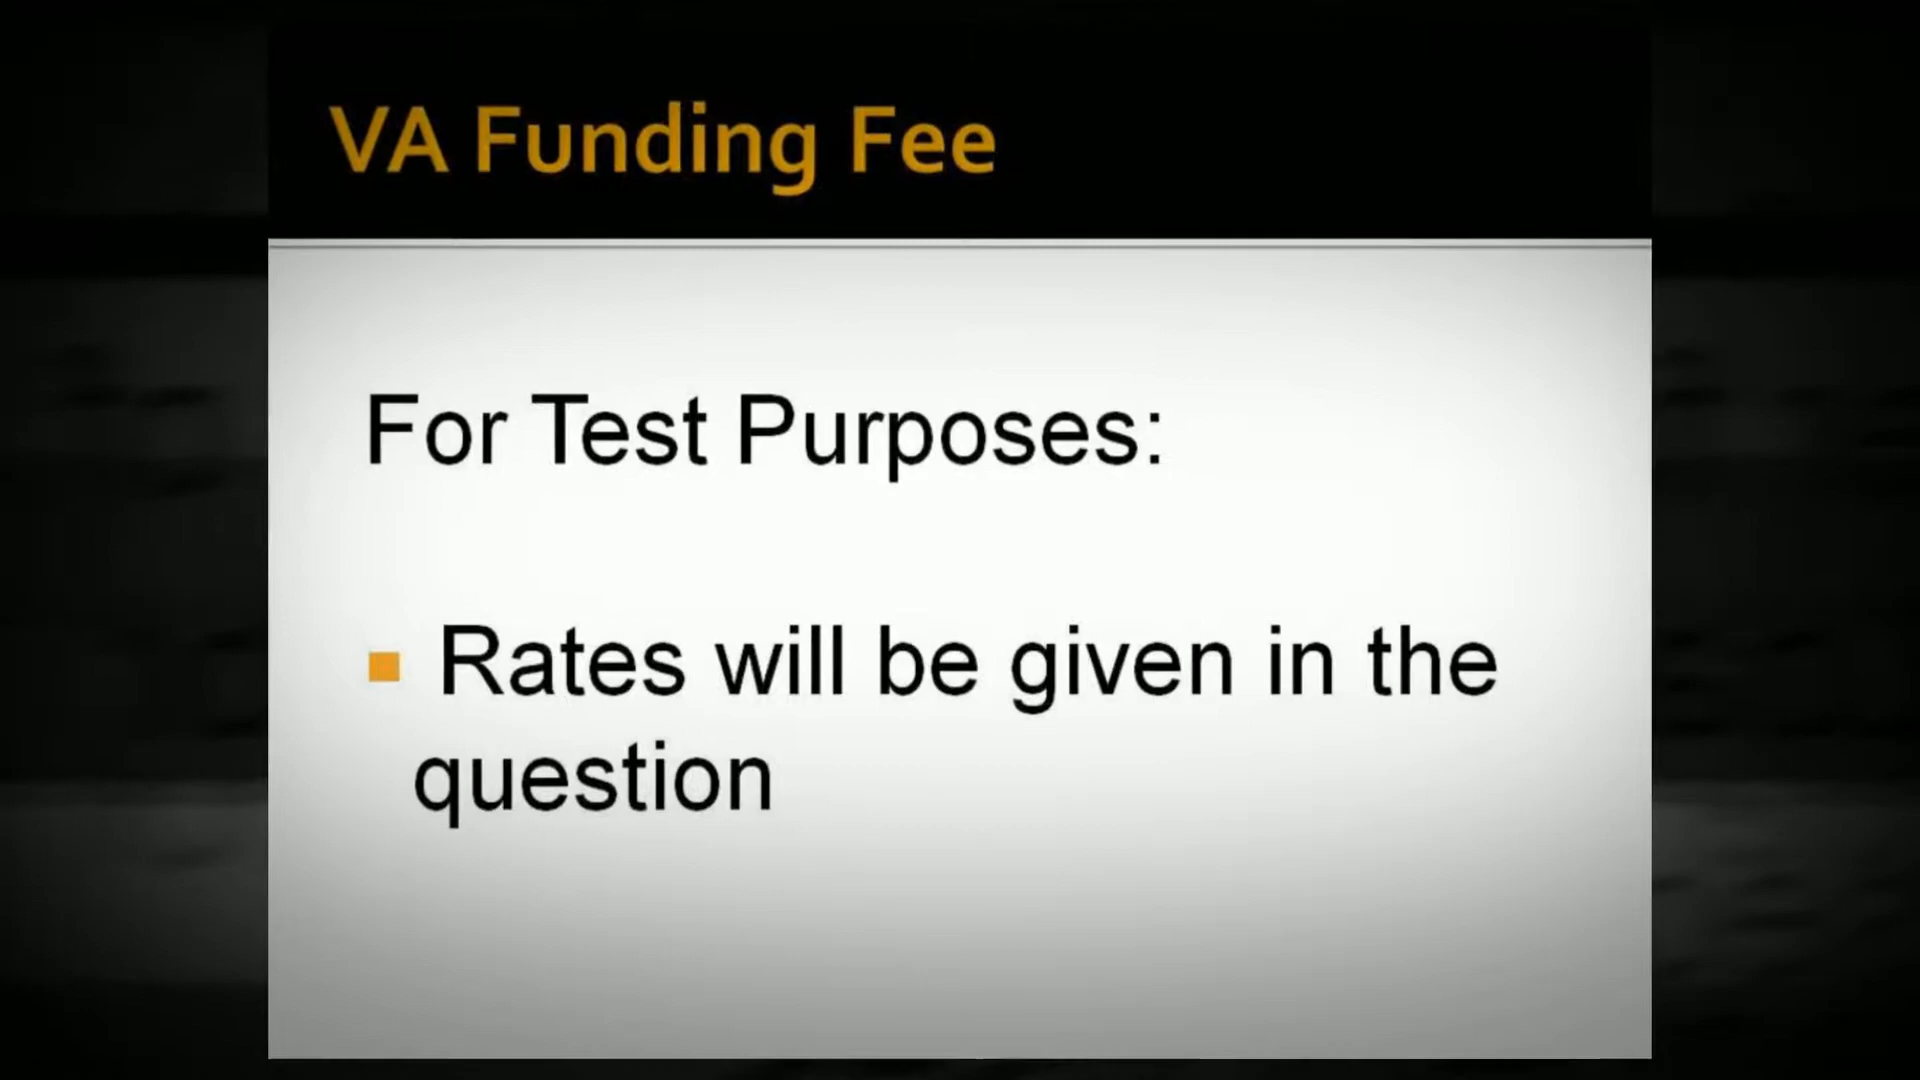 VA Funding Fee
For Test Purposes:
Rates will be given in the
question